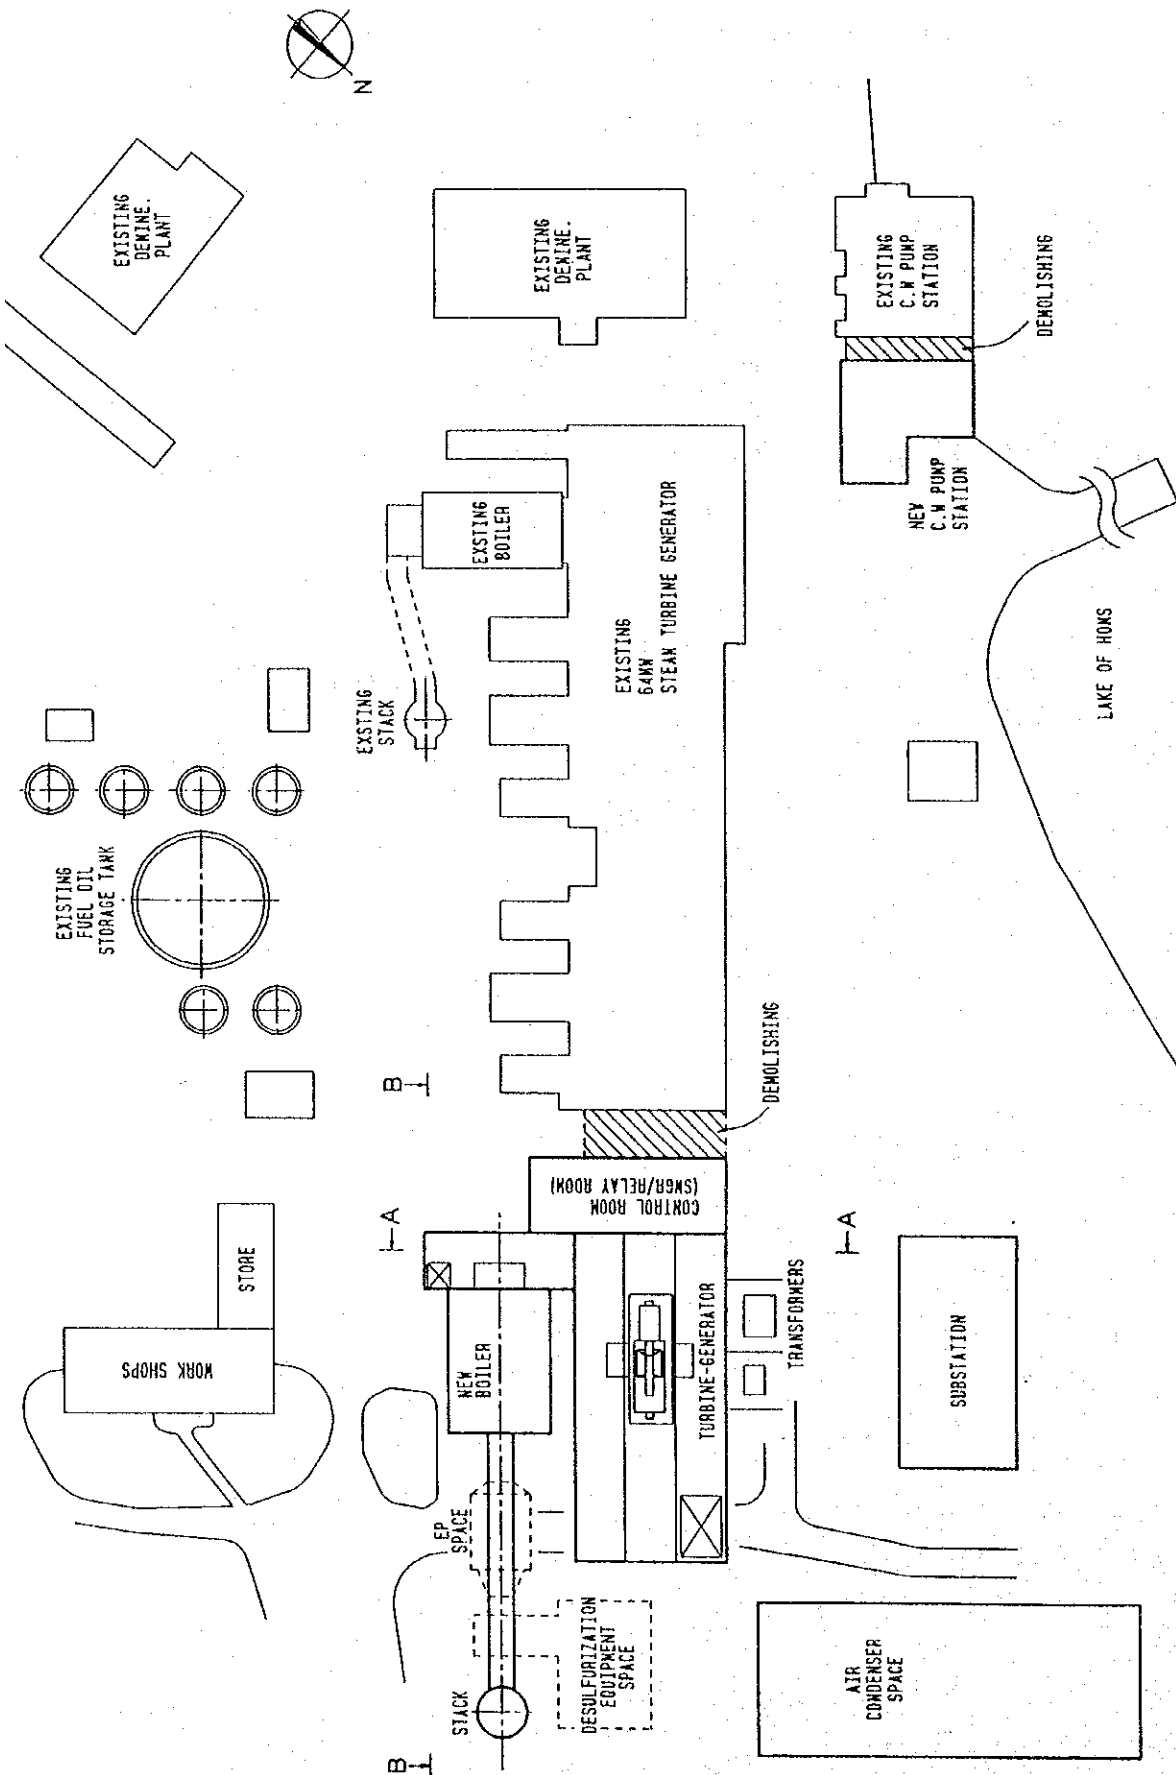 EXISTING
DEMINE.
PLANT
N
EXISTING
FUEL OIL
STORAGE TANK
WORK SHOPS
STORE
EXSTING
STACK
B
A
B
EXSTING
BOILER
EXISTING
DEMINE.
PLANT
NEW
BOILER
EP
SPACE
STACK
DESULFURIZATION
EQUIPMENT
SPACE
CONTROL ROOM
(SWGR/RELAY ROOM)
EXISTING
64MW
STEAM TURBINE GENERATOR
TURBINE-GENERATOR
DEMOLISHING
TRANSFORMERS
A
AIR
CONDENSER
SPACE
SUBSTATION
EXISTING
C.W PUMP
STATION
NEW
C.W PUMP
STATION
DEMOLISHING
LAKE OF HOMS